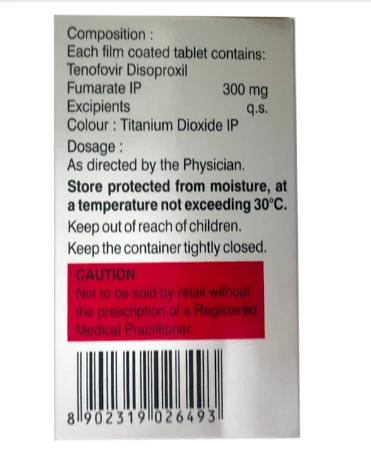 Composition :
Each film coated tablet contains:
Tenofovir Disoproxil
Fumarate IP 300 mg
Excipients q.s.
Colour : Titanium Dioxide IP
Dosage :
As directed by the Physician.
Store protected from moisture, at
a temperature not exceeding 30°C.
Keep out of reach of children.
Keep the container tightly closed.
CAUTION
Not to be sold by retail without
the prescription of a Registered
Medical Practitioner.
8 902319 026493